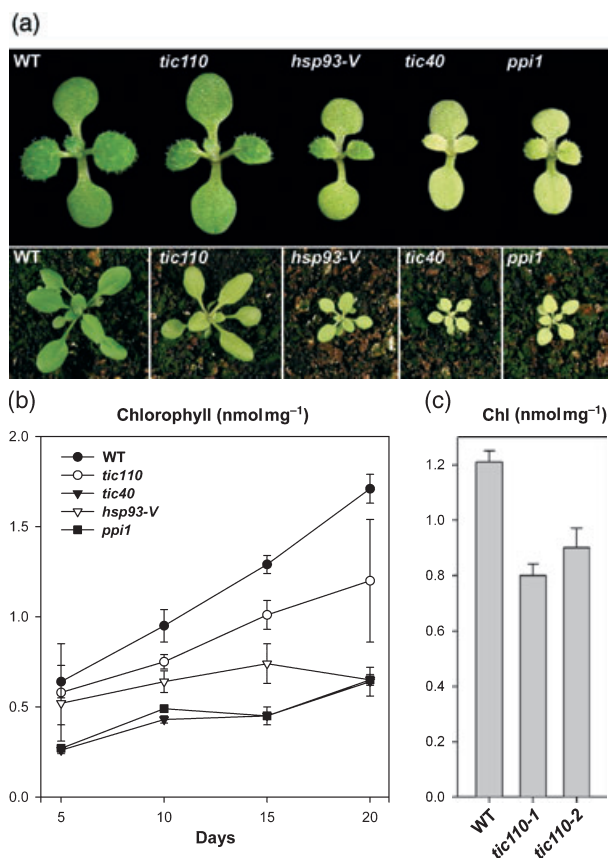 (a)
WT tic110 hsp93-V tic40 ppi1
WT tic110 hsp93-V tic40 ppi1
(b)
Chlorophyll (nmol mg⁻¹)
2.0
1.5
1.0
0.5
0.0
WT
tic110
tic40
hsp93-V
ppi1
5 10 15 20
Days
(c)
Chl (nmol mg⁻¹)
1.2
1.0
0.8
0.6
0.4
0.2
0.0
WT tic110-1 tic110-2